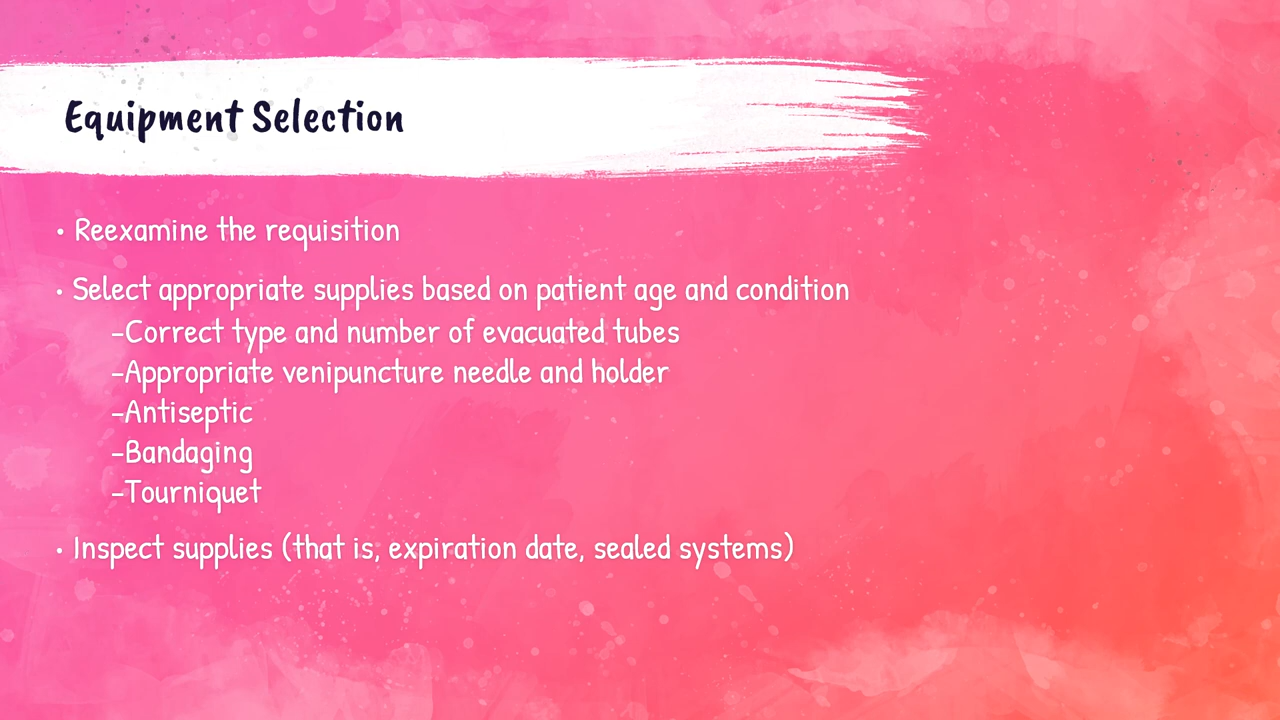 Equipment Selection
• Reexamine the requisition
• Select appropriate supplies based on patient age and condition
–Correct type and number of evacuated tubes
–Appropriate venipuncture needle and holder
–Antiseptic
–Bandaging
–Tourniquet
• Inspect supplies (that is, expiration date, sealed systems)